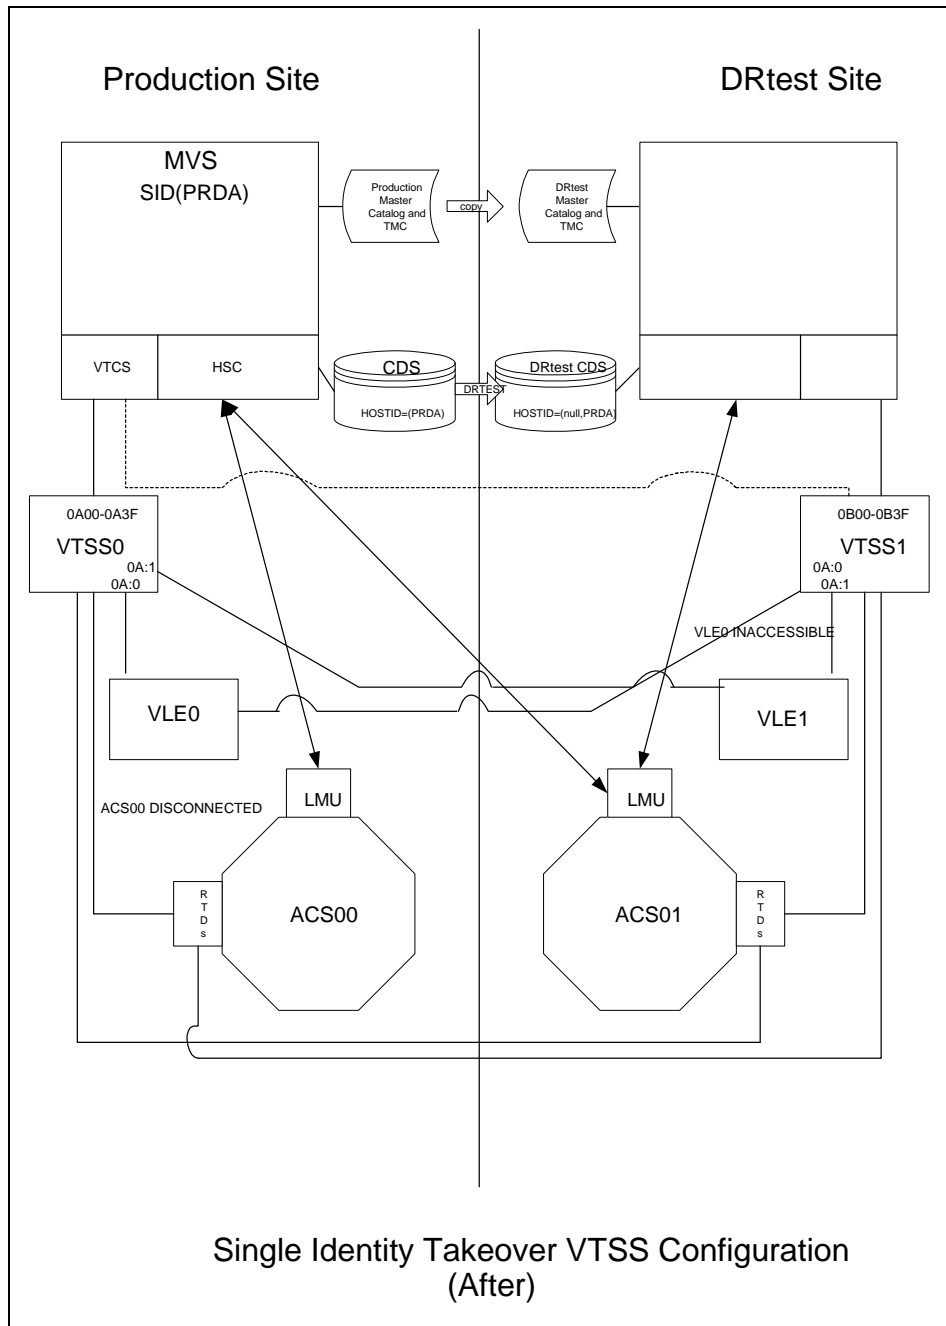 Production Site
DRtest Site
MVS
SID(PRDA)
Production
Master
Catalog and
TMC
copy
DRtest
Master
Catalog and
TMC
VTCS
HSC
CDS
HOSTID=(PRDA)
DRTEST
DRtest CDS
HOSTID=(null,PRDA)
0A00-0A3F
VTSS0
0A:1
0A:0
0B00-0B3F
VTSS1
0A:0
0A:1
VLE0 INACCESSIBLE
VLE0
VLE1
ACS00 DISCONNECTED
LMU
LMU
R
T
D
s
ACS00
ACS01
R
T
D
s
Single Identity Takeover VTSS Configuration
(After)